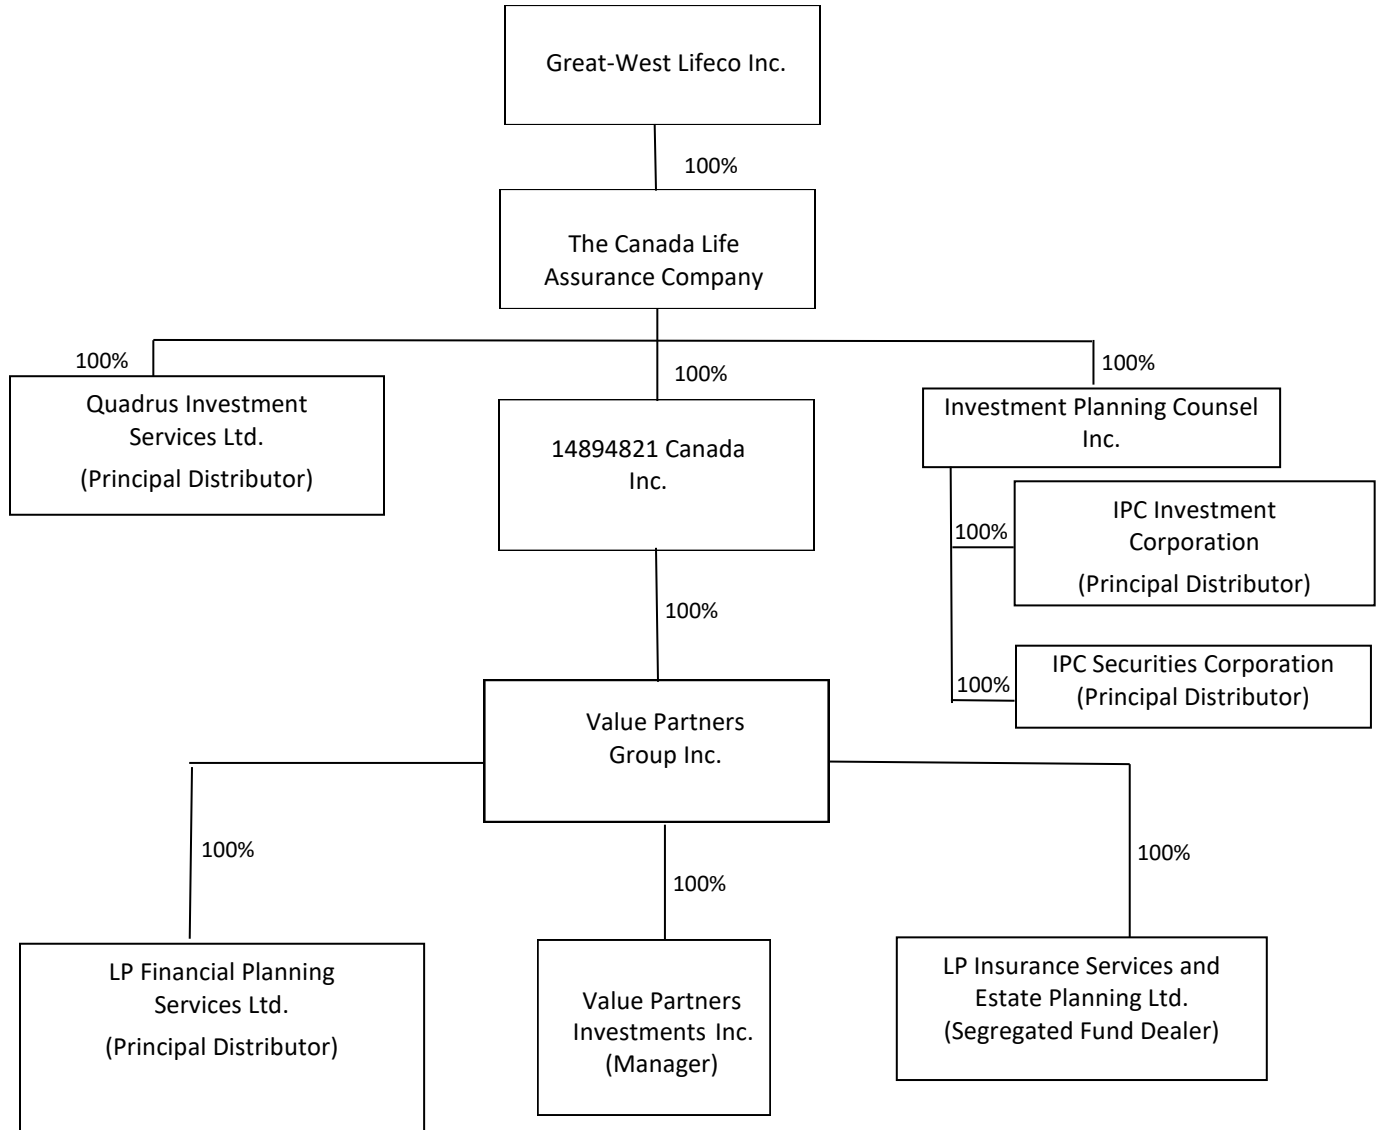 Great-West Lifeco Inc.
100%
The Canada Life
Assurance Company
100%
100%
100%
Quadrus Investment
Services Ltd.
(Principal Distributor)
14894821 Canada
Inc.
Investment Planning Counsel
Inc.
100%
IPC Investment
Corporation
(Principal Distributor)
100%
100%
IPC Securities Corporation
(Principal Distributor)
Value Partners
Group Inc.
100%
100%
100%
LP Financial Planning
Services Ltd.
(Principal Distributor)
Value Partners
Investments Inc.
(Manager)
LP Insurance Services and
Estate Planning Ltd.
(Segregated Fund Dealer)